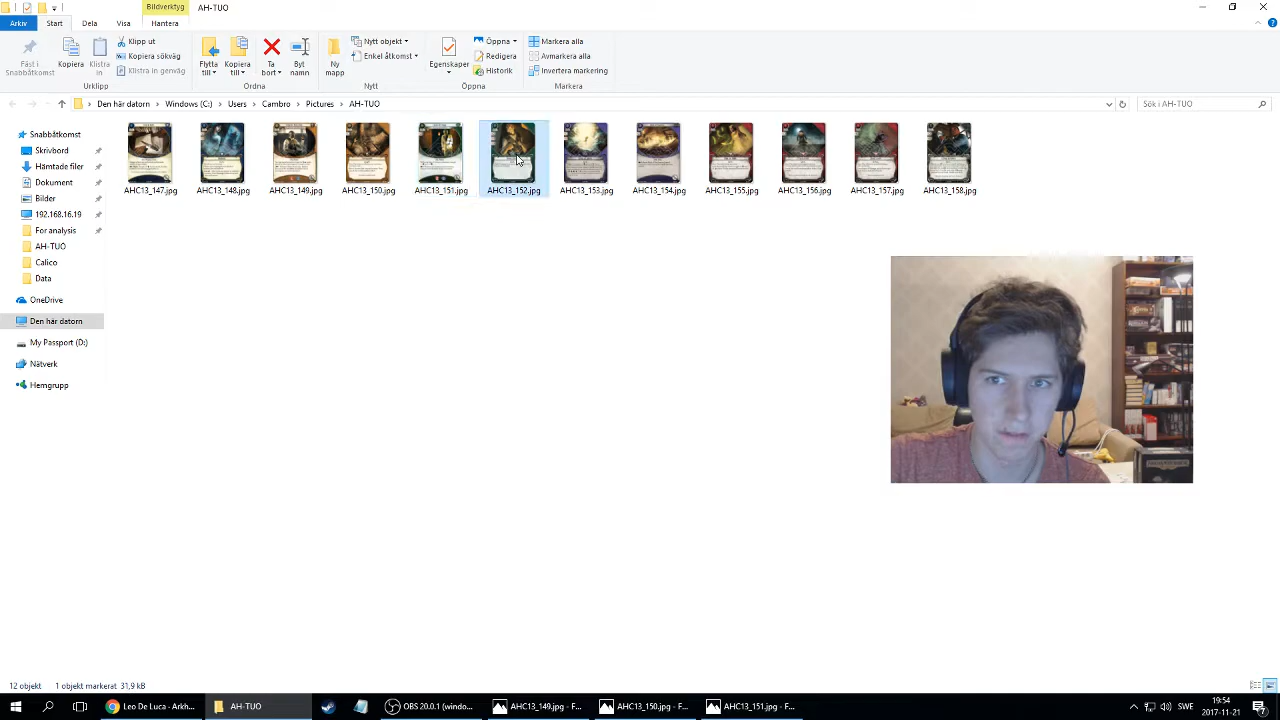 Bildverktyg
AH-TUO
Arkiv
Start
Dela
Visa
Hantera
Fäst i Snabbåtkomst
Kopiera
Klistra in
Klipp ut
Kopiera sökväg
Klistra in genväg
Urklipp
Flytta till
Kopiera till
Ta bort
Byt namn
Ordna
Ny mapp
Nytt objekt
Enkel åtkomst
Nytt
Egenskaper
Öppna
Redigera
Historik
Öppna
Markera alla
Avmarkera alla
Invertera markering
Markera
Den här datorn
Windows (C:)
Users
Cambro
Pictures
AH-TUO
Sök i AH-TUO
Snabbåtkomst
Skrivbord
Hämtade filer
Dokument
Bilder
192.168.16.19
For analysis
AH-TUO
Calico
Data
OneDrive
Den här datorn
My Passport (D:)
Nätverk
Hemgrupp
AHC13_147.jpg
AHC13_148.jpg
AHC13_149.jpg
AHC13_150.jpg
AHC13_151.jpg
AHC13_152.jpg
AHC13_153.jpg
AHC13_154.jpg
AHC13_155.jpg
AHC13_156.jpg
AHC13_157.jpg
AHC13_158.jpg
12 objekt
1 objekt markerat 31,9 kB
Leo De Luca - Arkh...
AH-TUO
OBS 20.0.1 (windo...
AHC13_149.jpg - F...
AHC13_150.jpg - F...
AHC13_151.jpg - F...
SWE
19:54
2017-11-21